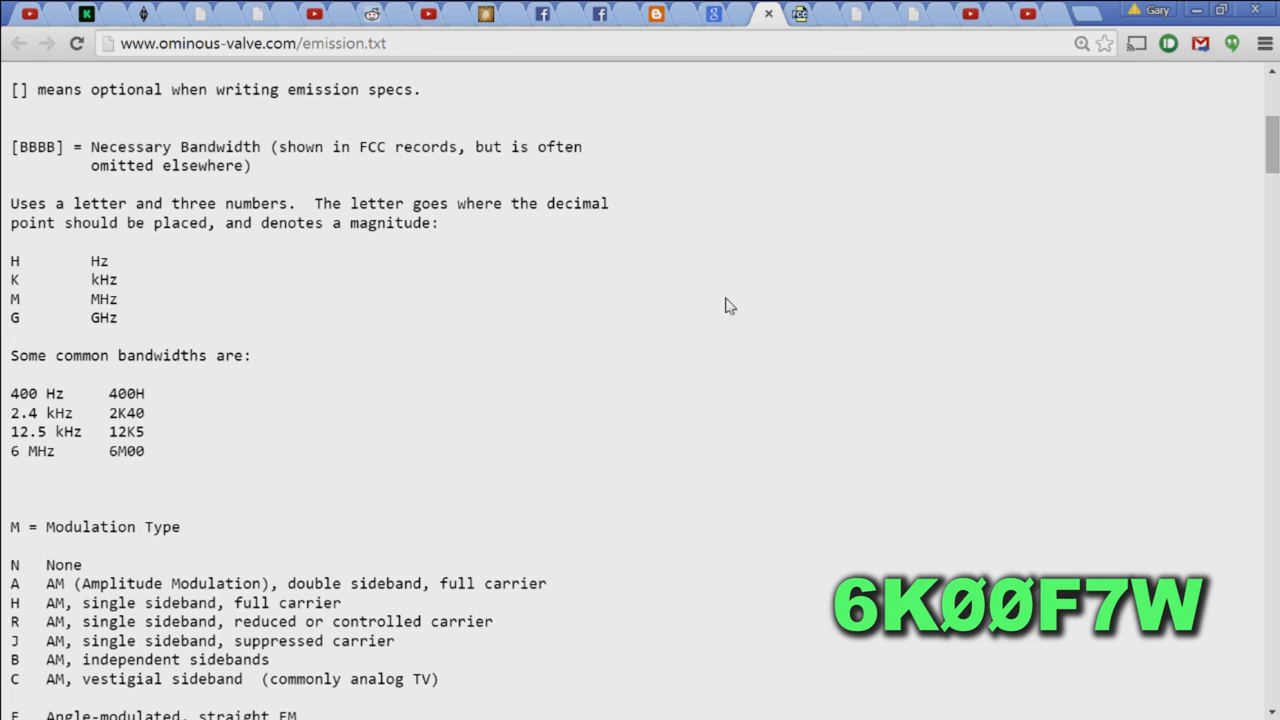 Gary
www.ominous-valve.com/emission.txt
[] means optional when writing emission specs.
[BBBB] = Necessary Bandwidth (shown in FCC records, but is often
omitted elsewhere)
Uses a letter and three numbers.  The letter goes where the decimal
point should be placed, and denotes a magnitude:
H Hz
K kHz
M MHz
G GHz
Some common bandwidths are:
400 Hz 400H
2.4 kHz 2K40
12.5 kHz 12K5
6 MHz 6M00
M = Modulation Type
N None
A AM (Amplitude Modulation), double sideband, full carrier
H AM, single sideband, full carrier
R AM, single sideband, reduced or controlled carrier
J AM, single sideband, suppressed carrier
B AM, independent sidebands
C AM, vestigial sideband (commonly analog TV)
F Angle-modulated, straight FM
6KØØF7W